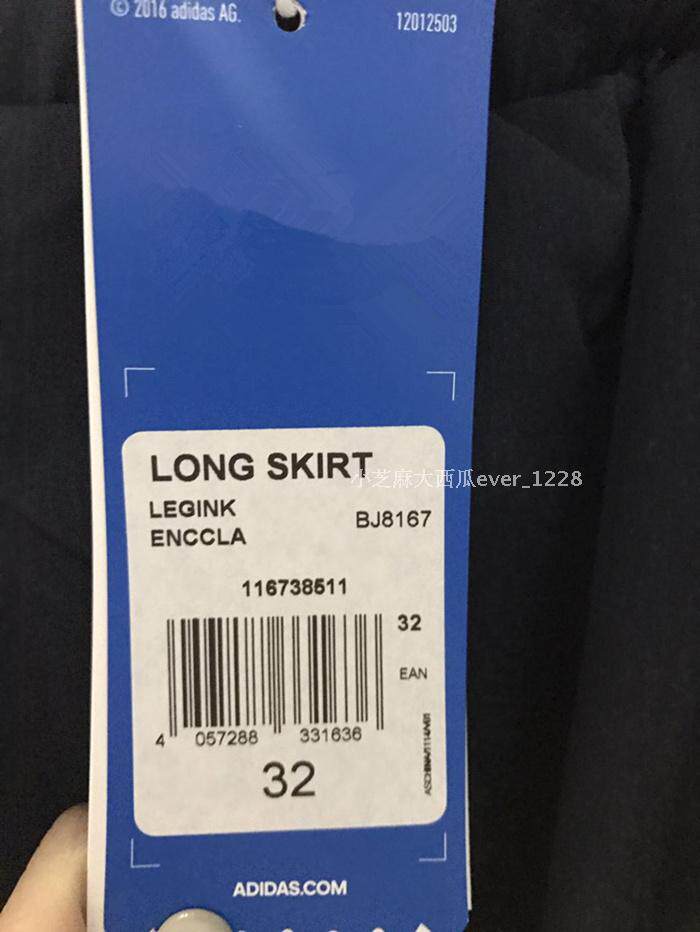 © 2016 adidas AG.
12012503
LONG SKIRT
小芝麻大西瓜ever_1228
LEGINK
BJ8167
ENCCLA
116738511
32
EAN
4 057288 331636
32
ADIDAS.COM